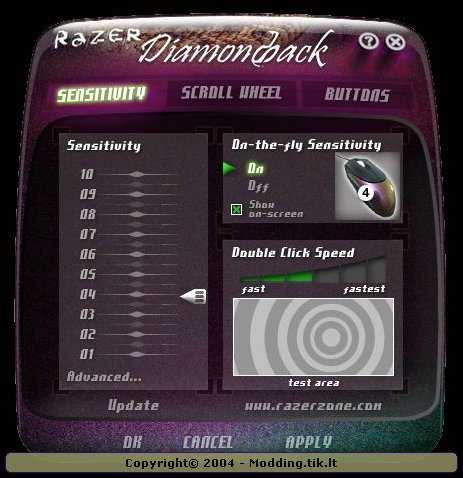 RAZER
Diamondback
? X
SENSITIVITY SCROLL WHEEL BUTTONS
Sensitivity
10
09
08
07
06
05
04
03
02
01
Advanced...
On-the-fly Sensitivity
On
Off
Show
on-screen
4
Double Click Speed
fast fastest
test area
Update www.razerzone.com
OK CANCEL APPLY
Copyright© 2004 - Modding.tik.lt